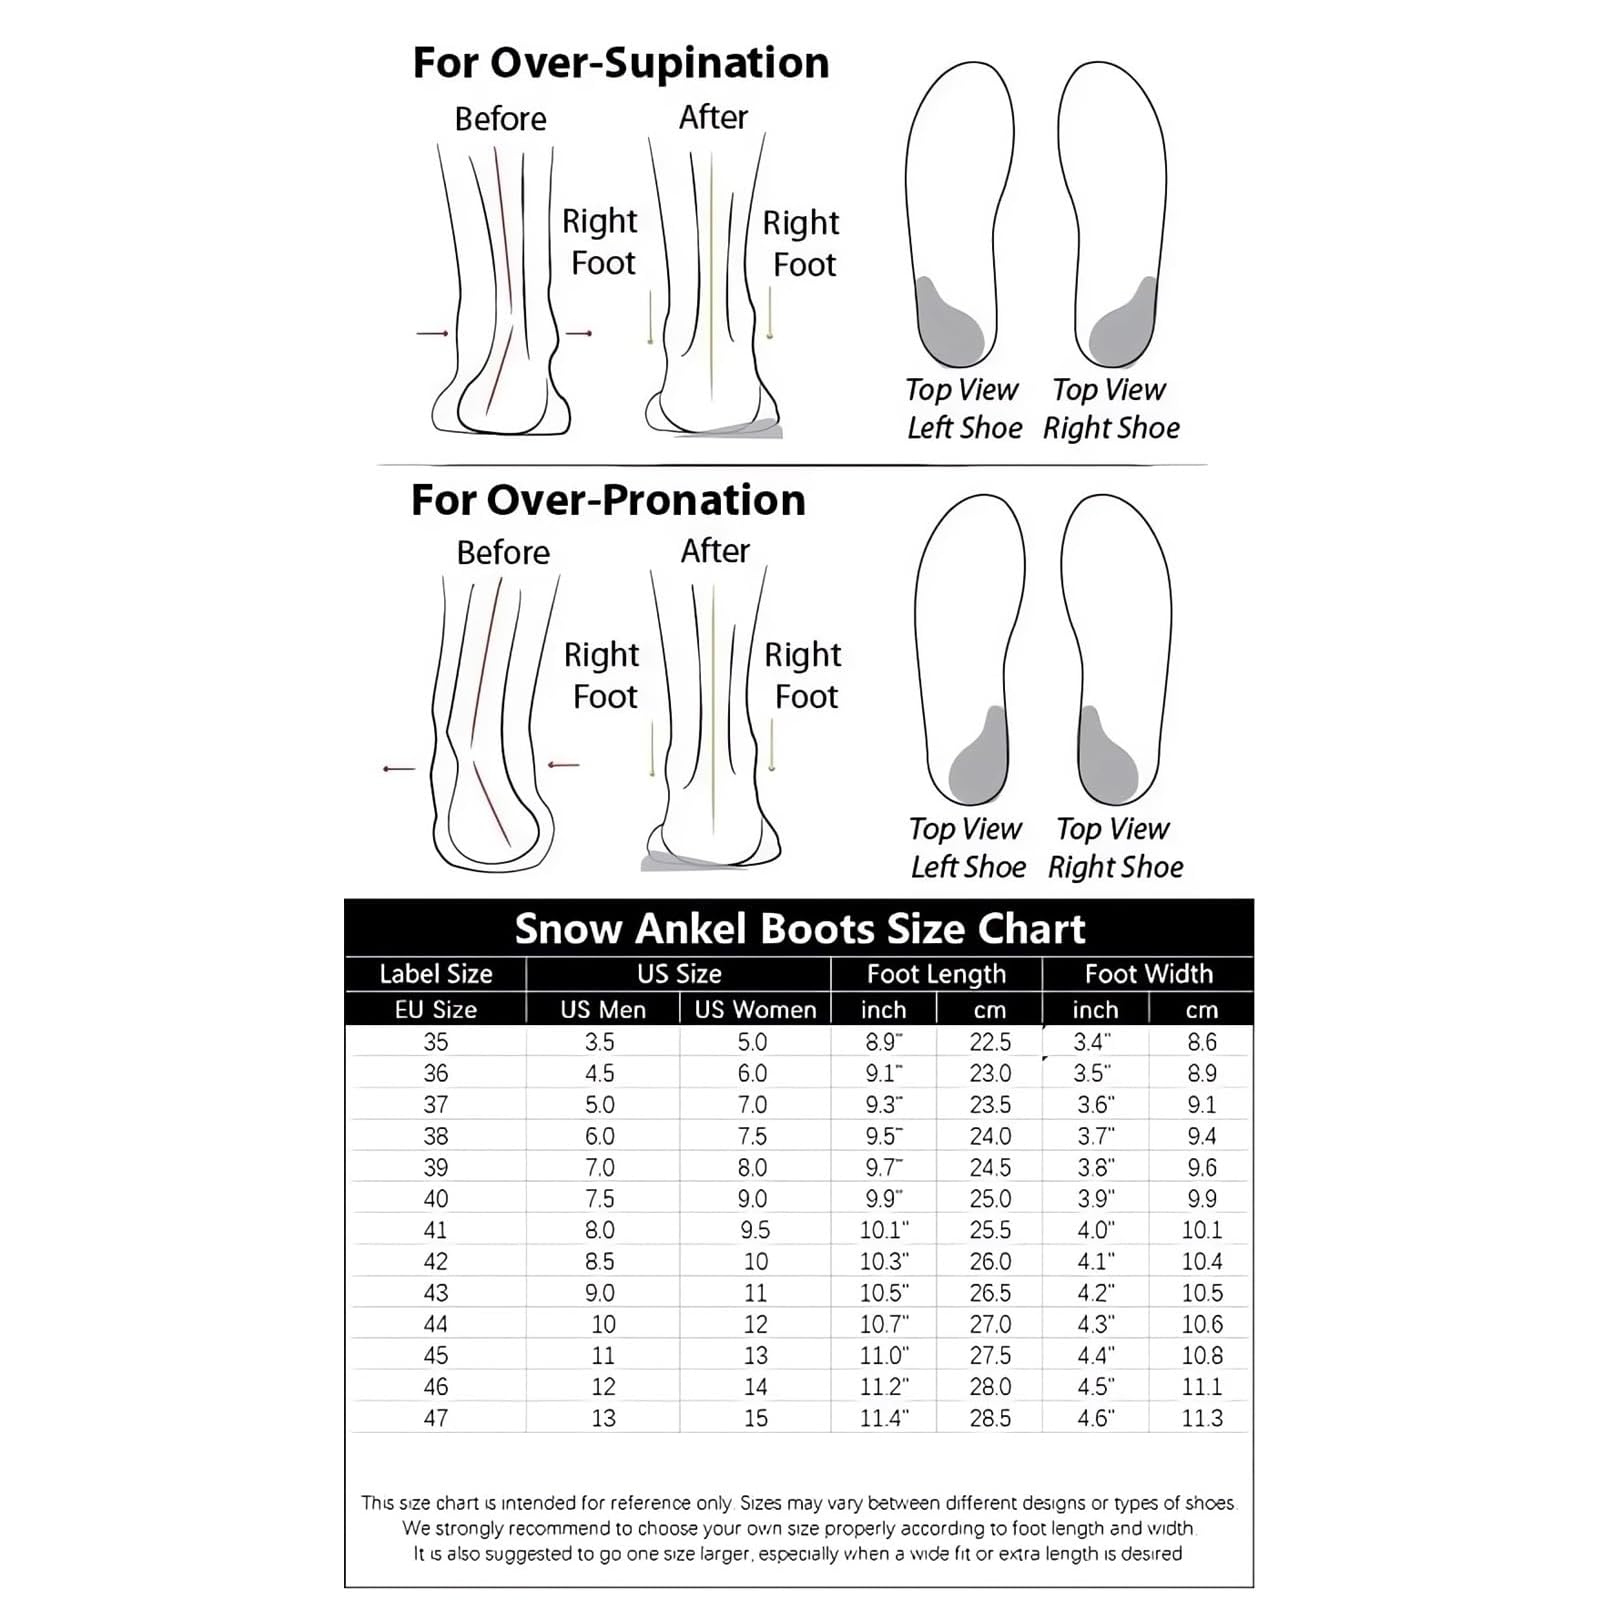 For Over-Supination
Before After
Right Foot
Right Foot
Top View Left Shoe
Top View Right Shoe
For Over-Pronation
Before After
Right Foot
Right Foot
Top View Left Shoe
Top View Right Shoe
Snow Ankel Boots Size Chart
Label Size US Size Foot Length Foot Width
EU Size US Men US Women inch cm inch cm
35 3.5 5.0 8.9" 22.5 3.4" 8.6
36 4.5 6.0 9.1" 23.0 3.5" 8.9
37 5.0 7.0 9.3" 23.5 3.6" 9.1
38 6.0 7.5 9.5" 24.0 3.7" 9.4
39 7.0 8.0 9.7" 24.5 3.8" 9.6
40 7.5 9.0 9.9" 25.0 3.9" 9.9
41 8.0 9.5 10.1" 25.5 4.0" 10.1
42 8.5 10 10.3" 26.0 4.1" 10.4
43 9.0 11 10.5" 26.5 4.2" 10.5
44 10 12 10.7" 27.0 4.3" 10.6
45 11 13 11.0" 27.5 4.4" 10.8
46 12 14 11.2" 28.0 4.5" 11.1
47 13 15 11.4" 28.5 4.6" 11.3
This size chart is intended for reference only. Sizes may vary between different designs or types of shoes.
We strongly recommend to choose your own size properly according to foot length and width.
It is also suggested to go one size larger, especially when a wide fit or extra length is desired